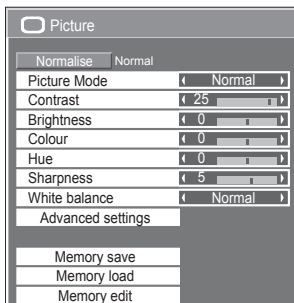 Picture
Normalise Normal
Picture Mode Normal
Contrast 25
Brightness 0
Colour 0
Hue 0
Sharpness 5
White balance Normal
Advanced settings
Memory save
Memory load
Memory edit